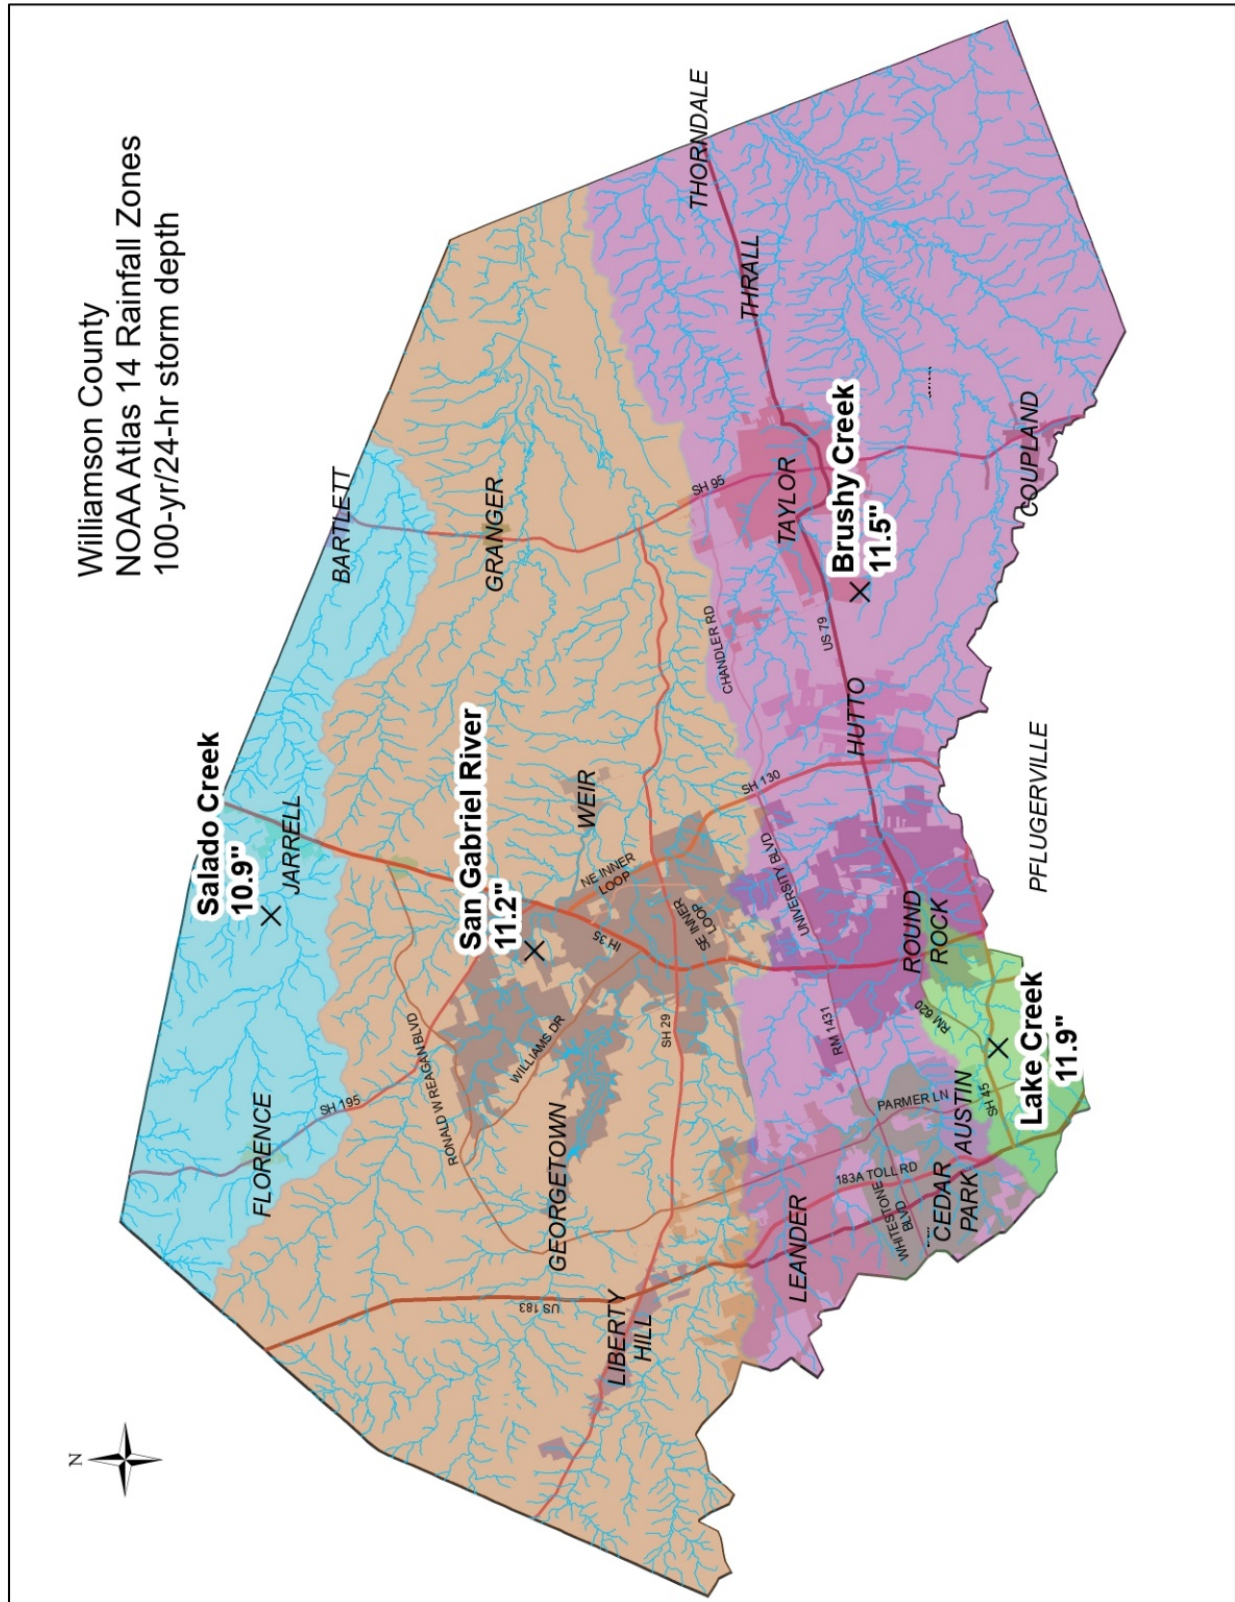 Williamson County
NOAA Atlas 14 Rainfall Zones
100-yr/24-hr storm depth
N
Salado Creek
10.9"
JARRELL
BARTLETT
FLORENCE
SH 195
San Gabriel River
11.2"
GRANGER
RONALD W REAGAN BLVD
WILLIAMS DR
GEORGETOWN
WEIR
NE INNER
LOOP
IH 35
SE INNER
LOOP
SH 29
US 183
LIBERTY
HILL
SH 95
SH 130
CHANDLER RD
UNIVERSITY BLVD
THORNDALE
THRALL
TAYLOR
Brushy Creek
11.5"
US 79
HUTTO
COUPLAND
LEANDER
RM 1431
183A TOLL RD
PARMER LN
WHITESTONE
BLVD
CEDAR
PARK
AUSTIN
ROUND
ROCK
RM 620
SH 45
Lake Creek
11.9"
PFLUGERVILLE